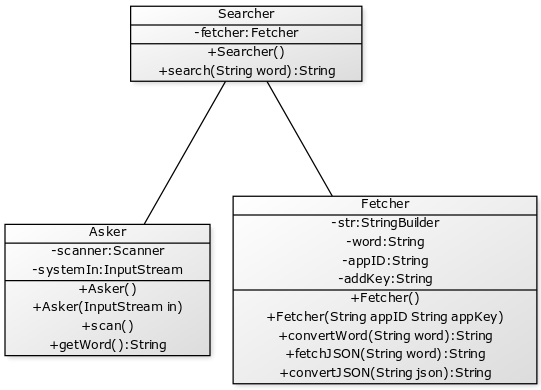 Searcher
-fetcher:Fetcher
+Searcher()
+search(String word):String
Asker
-scanner:Scanner
-systemIn:InputStream
+Asker()
+Asker(InputStream in)
+scan()
+getWord():String
Fetcher
-str:StringBuilder
-word:String
-appID:String
-addKey:String
+Fetcher()
+Fetcher(String appID String appKey)
+convertWord(String word):String
+fetchJSON(String word):String
+convertJSON(String json):String